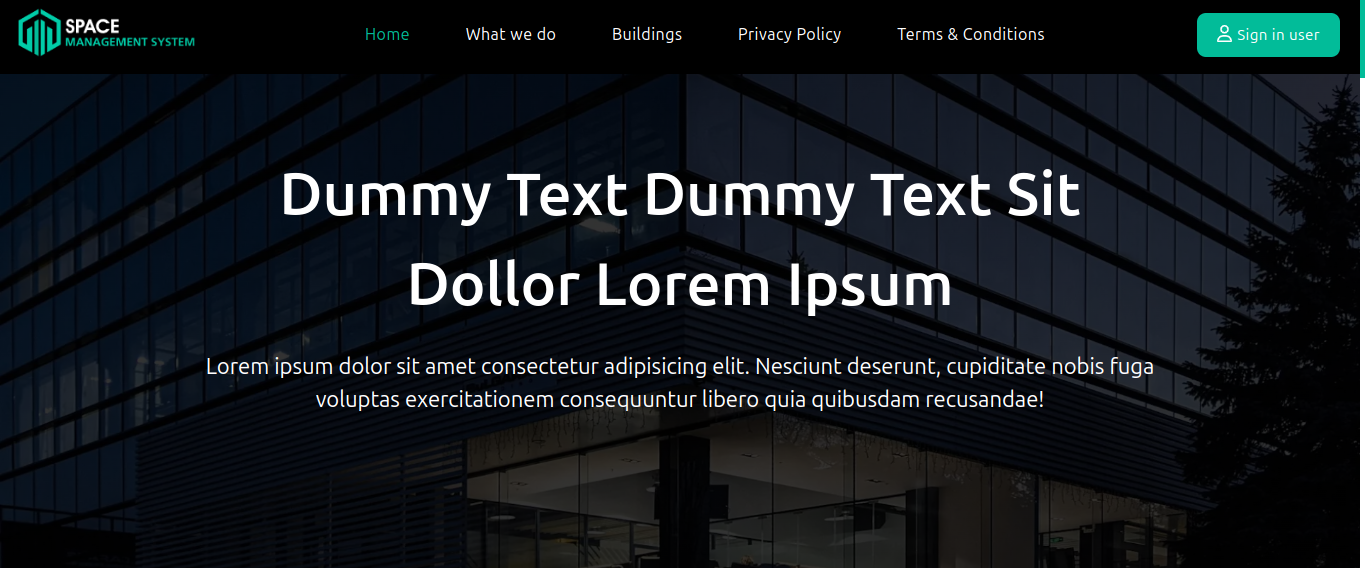 SPACE
MANAGEMENT SYSTEM
Home What we do Buildings Privacy Policy Terms & Conditions Sign in user
Dummy Text Dummy Text Sit
Dollor Lorem Ipsum
Lorem ipsum dolor sit amet consectetur adipisicing elit. Nesciunt deserunt, cupiditate nobis fuga
voluptas exercitationem consequuntur libero quia quibusdam recusandae!